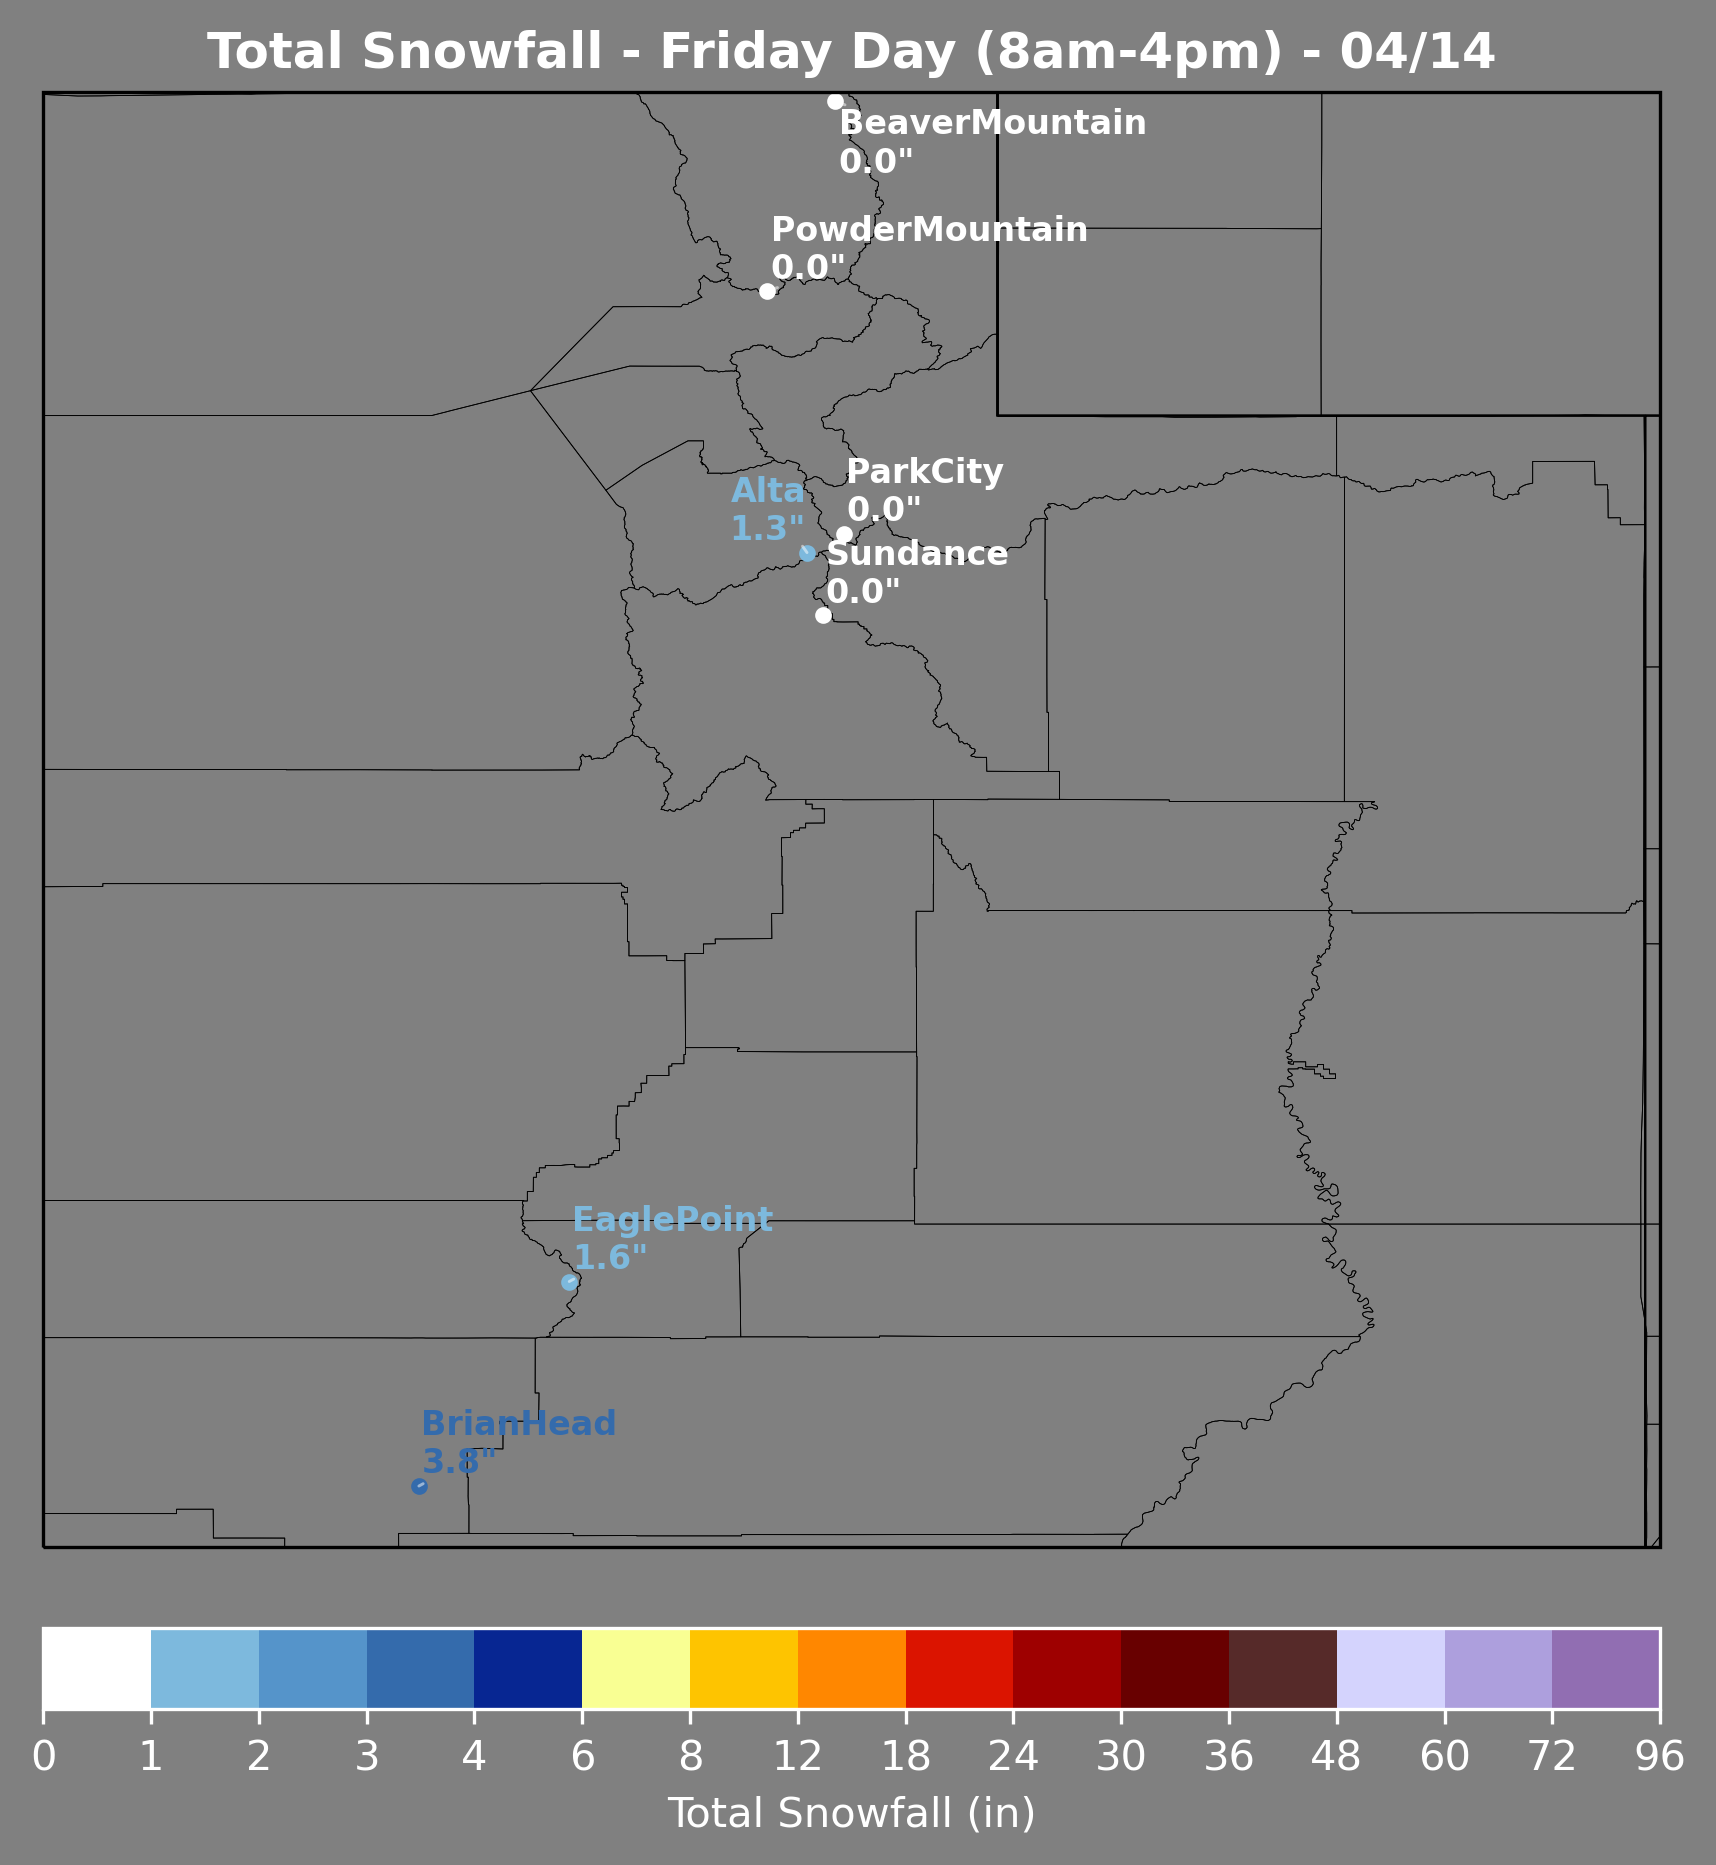 Total Snowfall - Friday Day (8am-4pm) - 04/14
BeaverMountain
0.0"
PowderMountain
0.0"
ParkCity
0.0"
Alta
1.3"
Sundance
0.0"
EaglePoint
1.6"
BrianHead
3.8"
0 1 2 3 4 6 8 12 18 24 30 36 48 60 72 96
Total Snowfall (in)